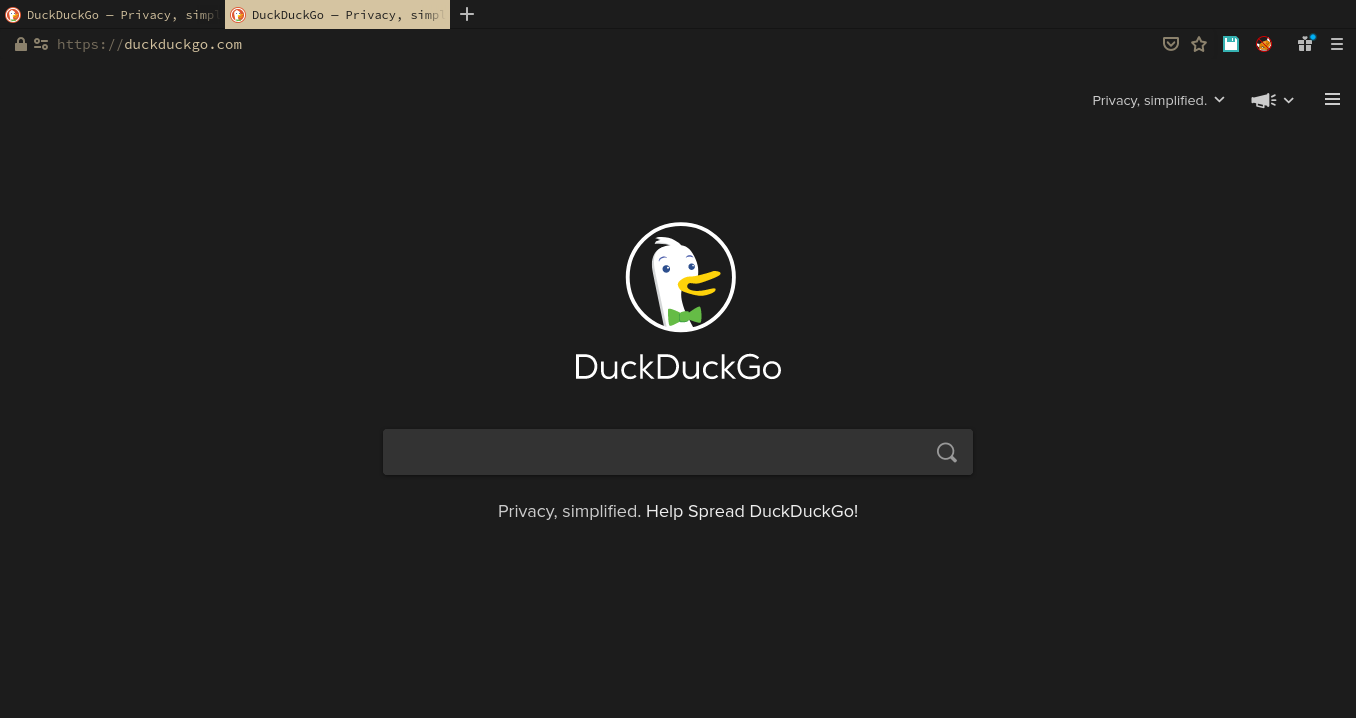 DuckDuckGo — Privacy, simpl
DuckDuckGo — Privacy, simpl
https://duckduckgo.com
Privacy, simplified.
DuckDuckGo
Privacy, simplified. Help Spread DuckDuckGo!